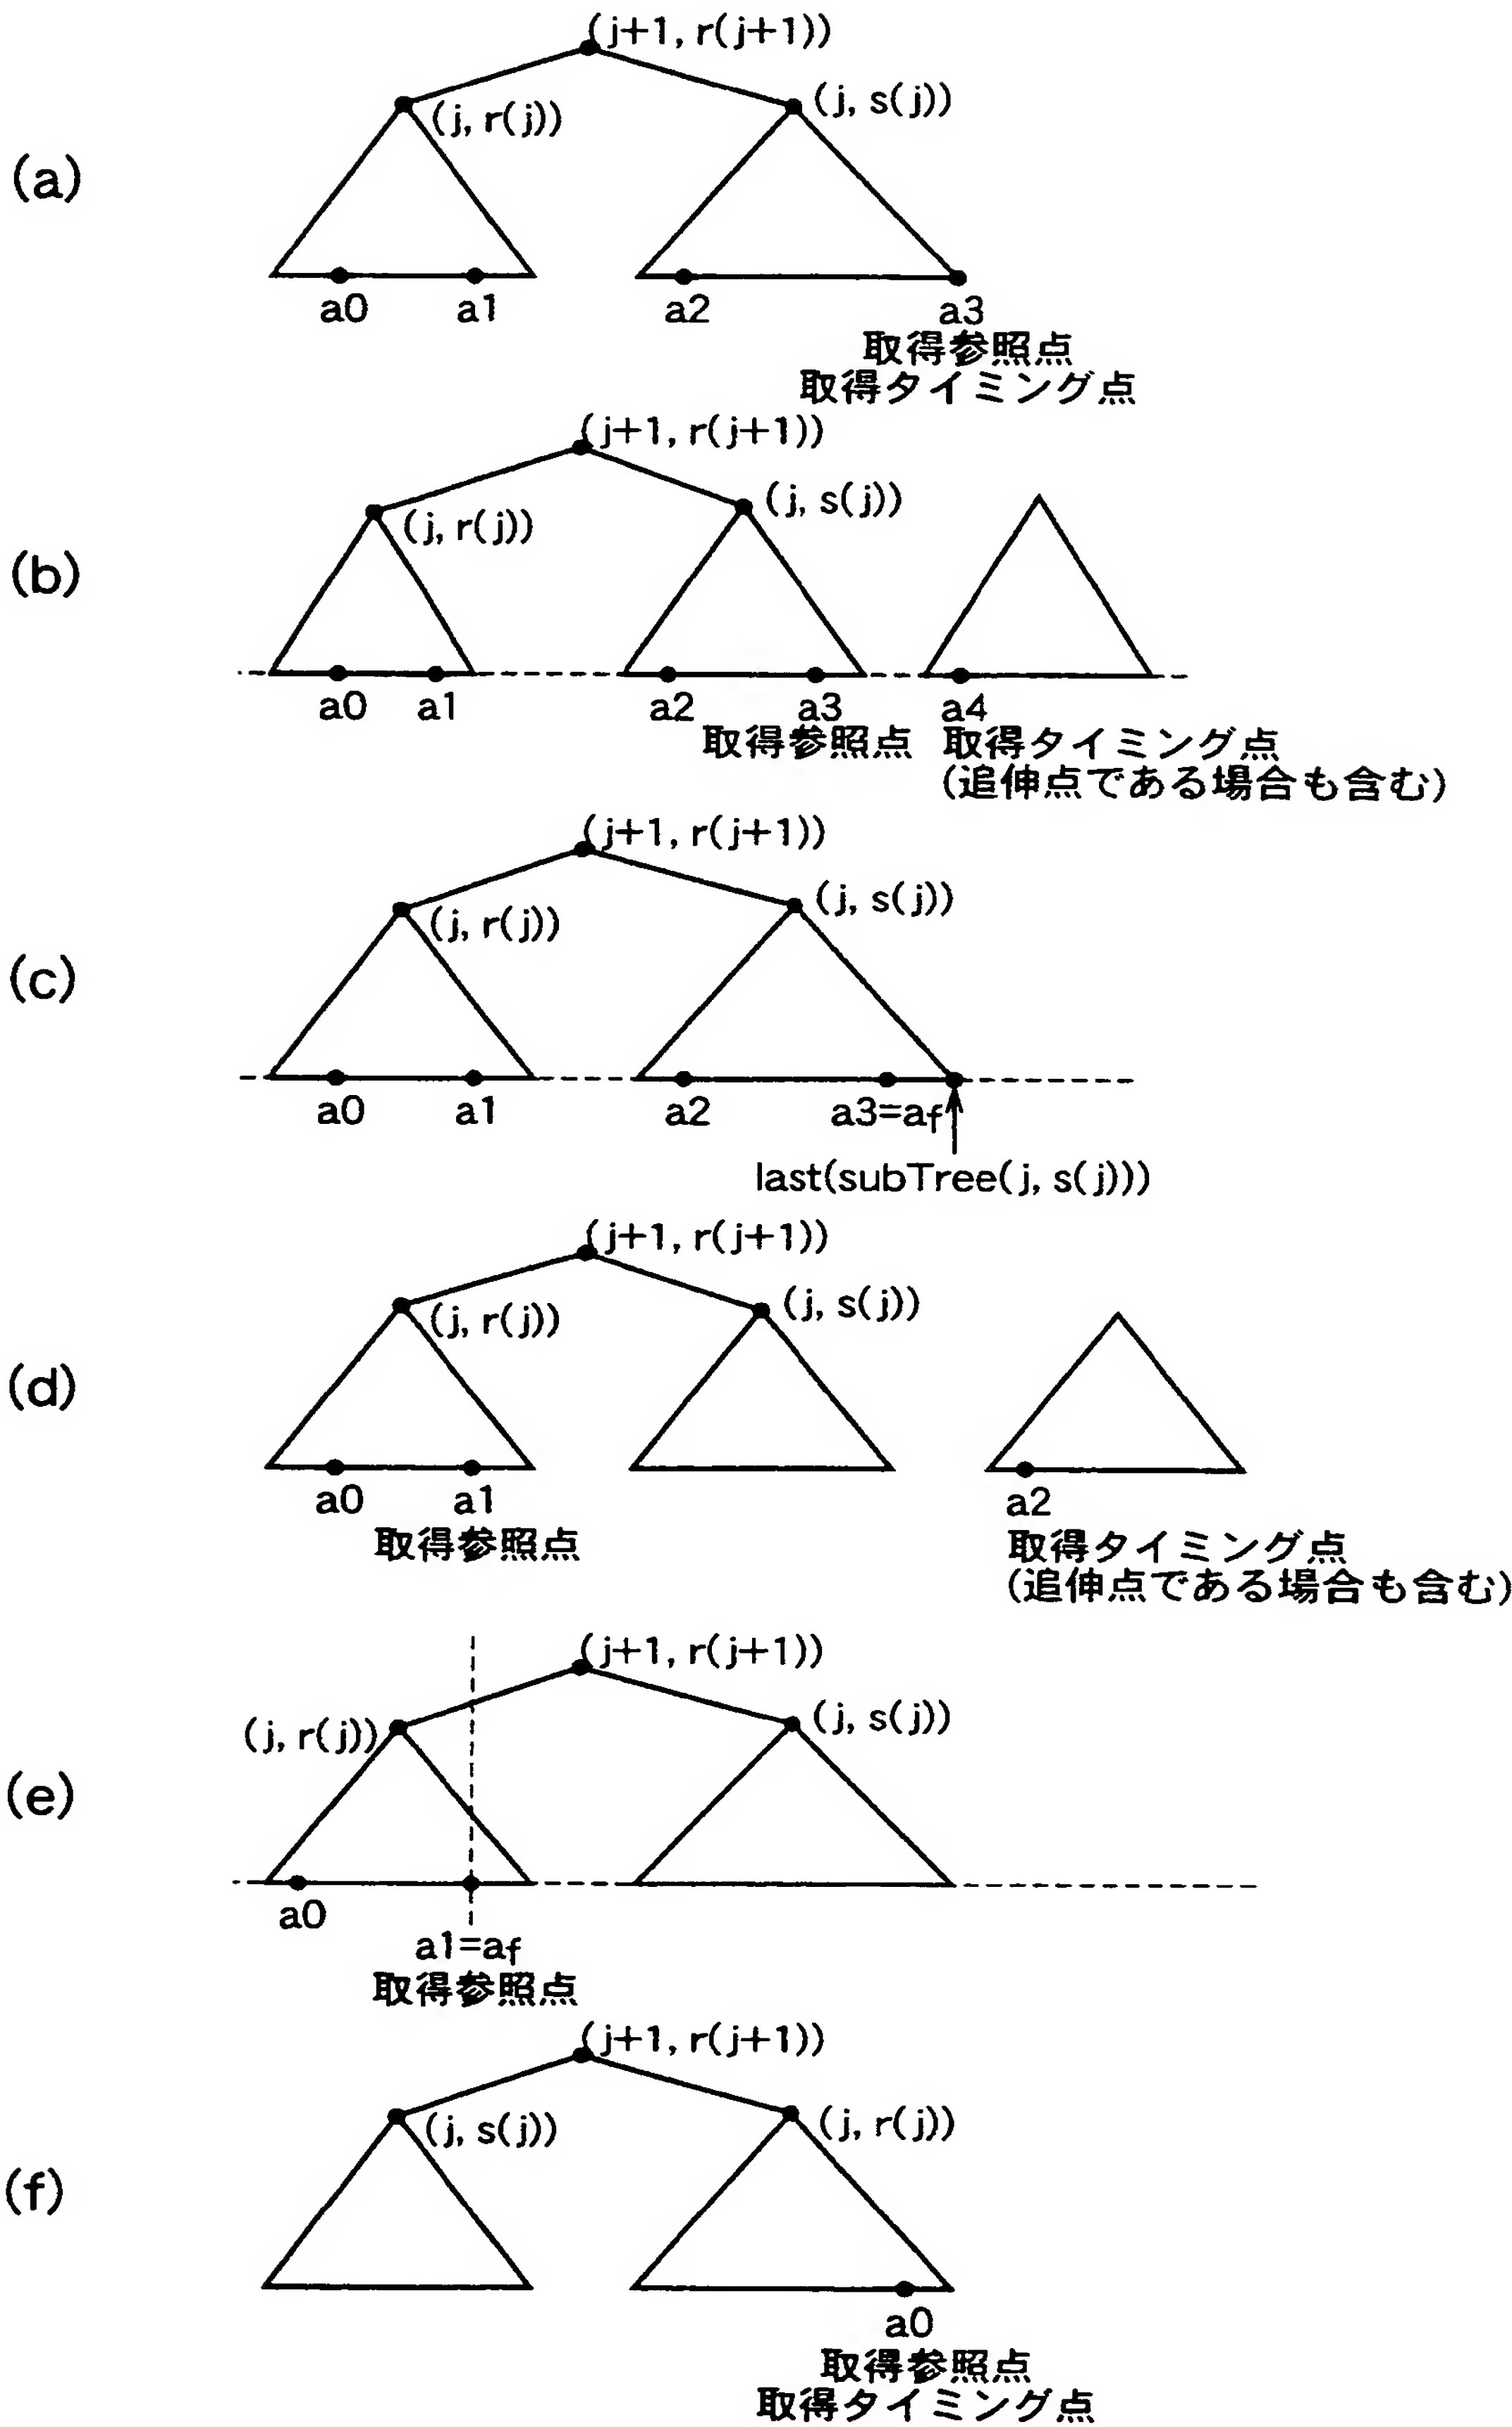 (a)
(j+1, r(j+1))
(j, r(j))
(j, s(j))
a0 a1 a2 a3
取得参照点
取得タイミング点
(b)
(j+1, r(j+1))
(j, r(j))
(j, s(j))
a0 a1 a2 a3 a4
取得参照点 取得タイミング点
(追伸点である場合も含む)
(c)
(j+1, r(j+1))
(j, r(j))
(j, s(j))
a0 a1 a2 a3=af
last(subTree(j, s(j)))
(d)
(j+1, r(j+1))
(j, r(j))
(j, s(j))
a0 a1 a2
取得参照点 取得タイミング点
(追伸点である場合も含む)
(e)
(j+1, r(j+1))
(j, r(j))
(j, s(j))
a0
a1=af
取得参照点
(f)
(j+1, r(j+1))
(j, s(j))
(j, r(j))
a0
取得参照点
取得タイミング点